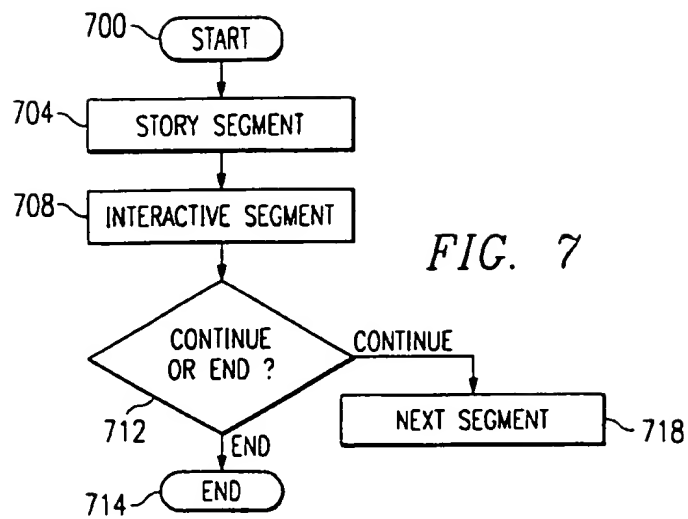 700
START
704
STORY SEGMENT
708
INTERACTIVE SEGMENT
FIG. 7
CONTINUE
OR END ?
CONTINUE
712
NEXT SEGMENT
718
END
714
END